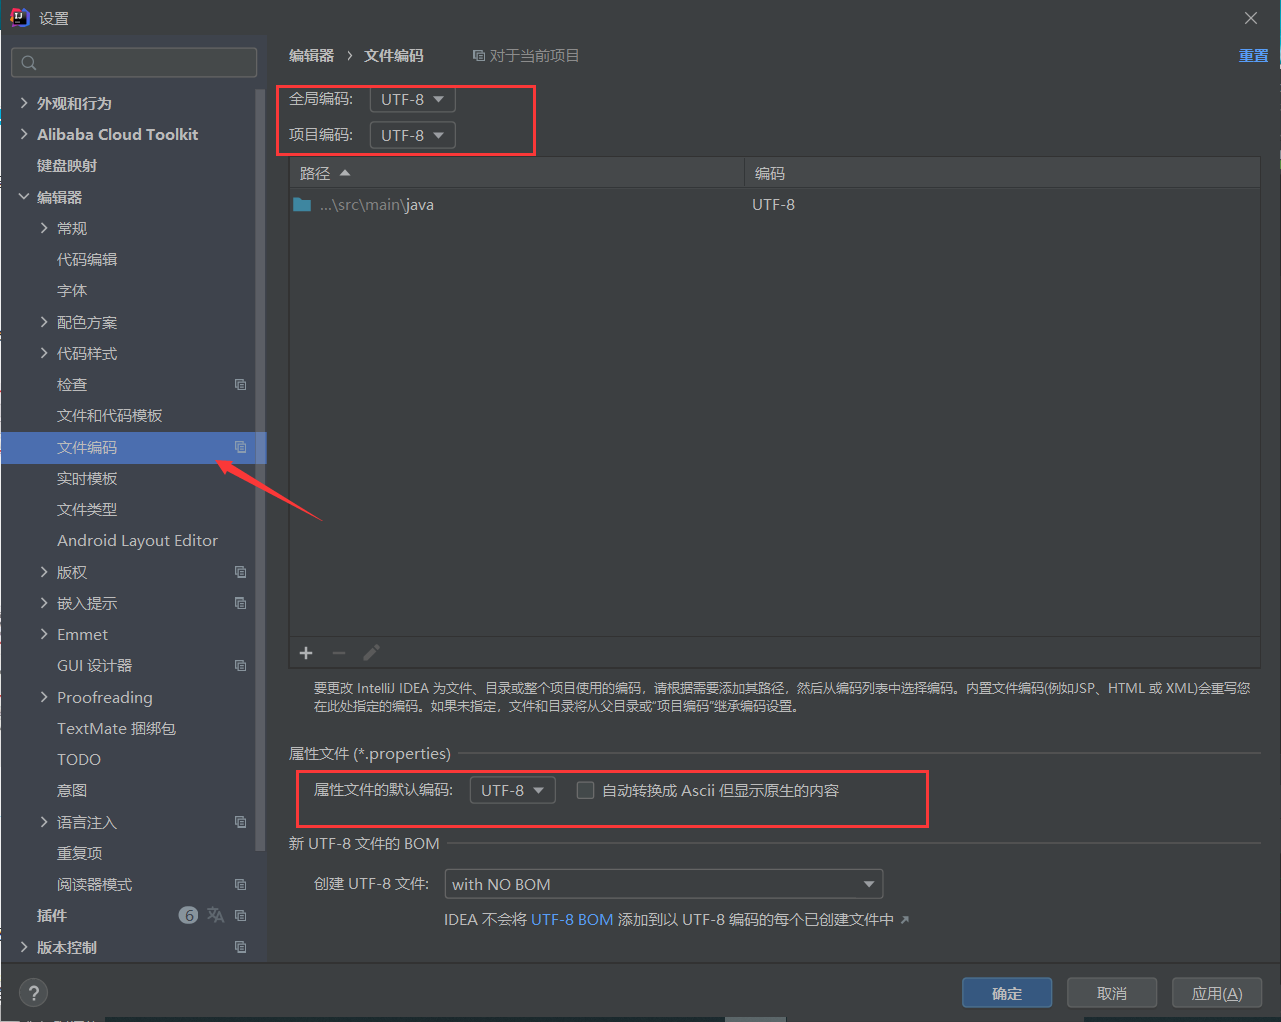 设置
编辑器 › 文件编码 对于当前项目 重置
全局编码: UTF-8
项目编码: UTF-8
路径 编码
...\src\main\java UTF-8
外观和行为
Alibaba Cloud Toolkit
键盘映射
编辑器
常规
代码编辑
字体
配色方案
代码样式
检查
文件和代码模板
文件编码
实时模板
文件类型
Android Layout Editor
版权
嵌入提示
Emmet
GUI 设计器
Proofreading
TextMate 捆绑包
TODO
意图
语言注入
重复项
阅读器模式
插件 6
版本控制
要更改 IntelliJ IDEA 为文件、目录或整个项目使用的编码，请根据需要添加其路径，然后从编码列表中选择编码。内置文件编码(例如JSP、HTML 或 XML)会重写您
在此处指定的编码。如果未指定，文件和目录将从父目录或“项目编码”继承编码设置。
属性文件 (*.properties)
属性文件的默认编码: UTF-8 自动转换成 Ascii 但显示原生的内容
新 UTF-8 文件的 BOM
创建 UTF-8 文件: with NO BOM
IDEA 不会将 UTF-8 BOM 添加到以 UTF-8 编码的每个已创建文件中 ↗
? 确定 取消 应用(A)